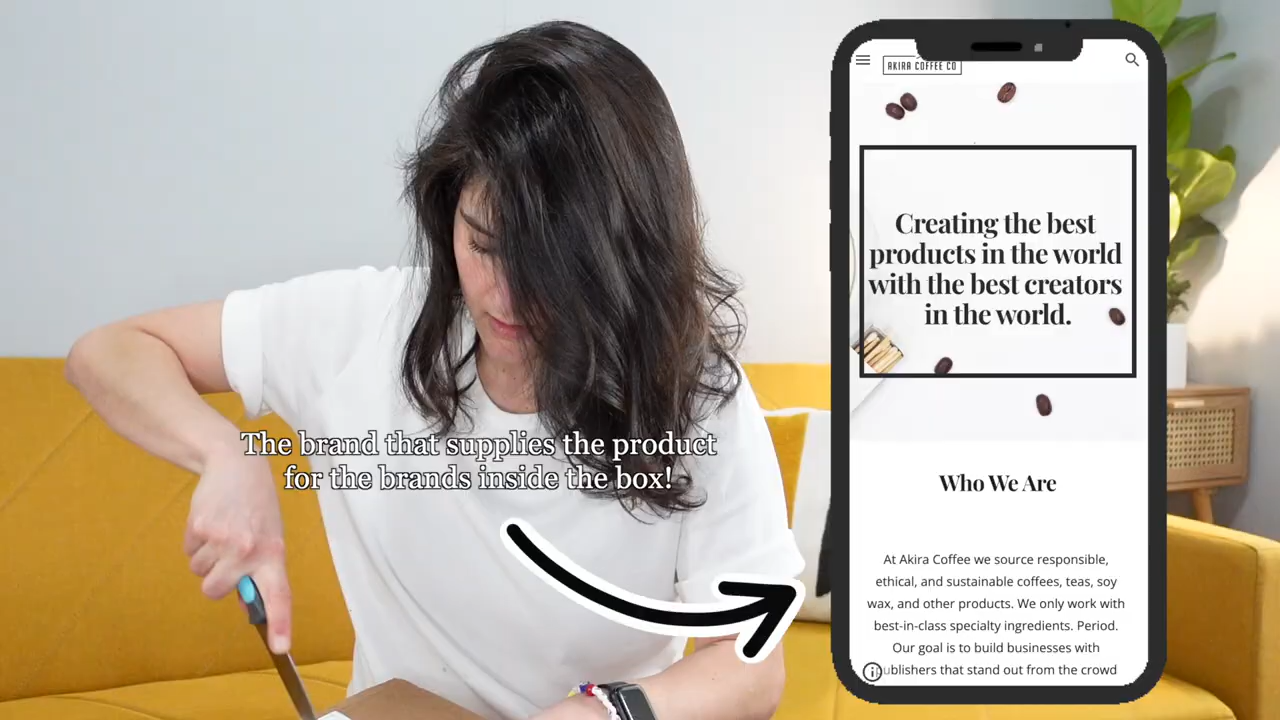 The brand that supplies the product
for the brands inside the box!
AKIRA COFFEE CO
Creating the best
products in the world
with the best creators
in the world.
Who We Are
At Akira Coffee we source responsible,
ethical, and sustainable coffees, teas, soy
wax, and other products. We only work with
best-in-class specialty ingredients. Period.
Our goal is to build businesses with
publishers that stand out from the crowd